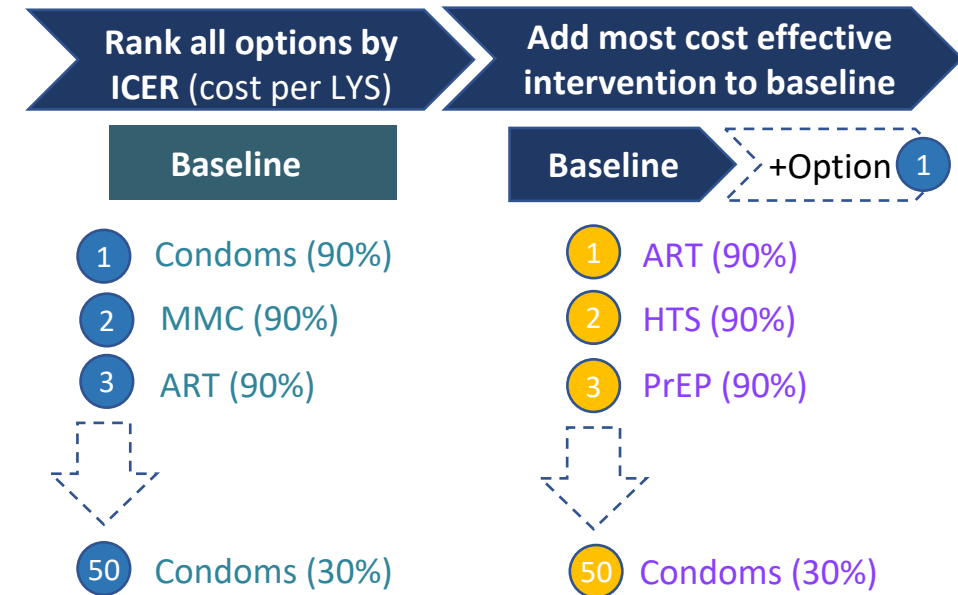 Rank all options by
ICER (cost per LYS)
Baseline
1 Condoms (90%)
2 MMC (90%)
3 ART (90%)
50 Condoms (30%)
Add most cost effective
intervention to baseline
Baseline +Option 1
1 ART (90%)
2 HTS (90%)
3 PrEP (90%)
50 Condoms (30%)